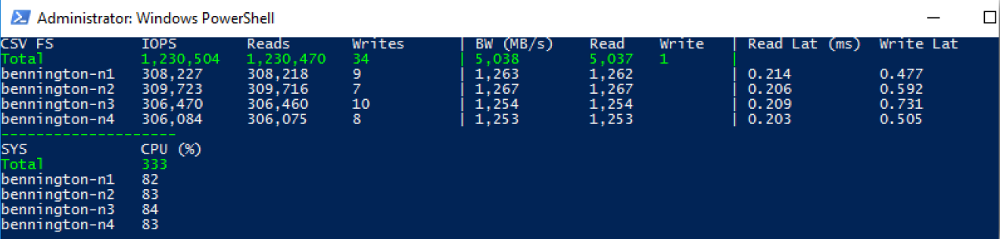 Administrator: Windows PowerShell
CSV FS IOPS Reads Writes | BW (MB/s) Read Write | Read Lat (ms) Write Lat
Total 1,230,504 1,230,470 34 | 5,038 5,037 1 |
bennington-n1 308,227 308,218 9 | 1,263 1,262 | 0.214 0.477
bennington-n2 309,723 309,716 7 | 1,267 1,267 | 0.206 0.592
bennington-n3 306,470 306,460 10 | 1,254 1,254 | 0.209 0.731
bennington-n4 306,084 306,075 8 | 1,253 1,253 | 0.203 0.505
---------------------
SYS CPU (%)
Total 333
bennington-n1 82
bennington-n2 83
bennington-n3 84
bennington-n4 83